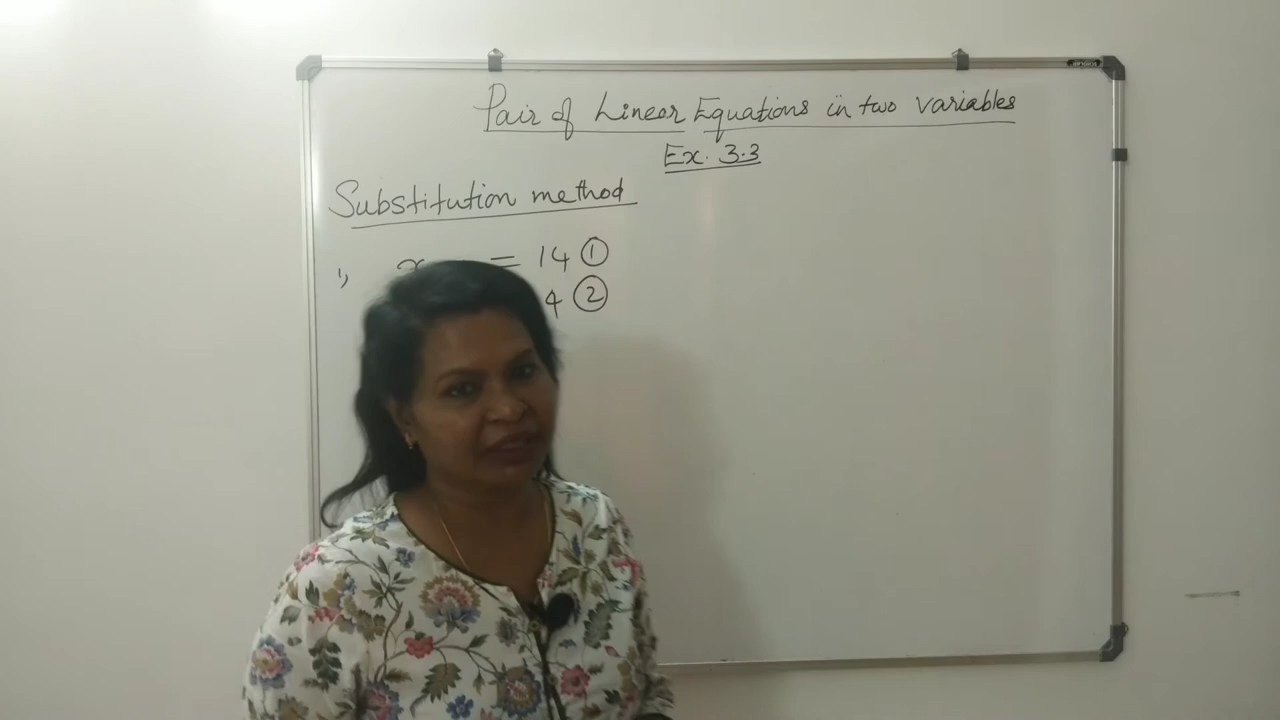 Pair of Linear Equations in two variables
Ex. 3.3
Substitution method
1, x = 14 ①
4 ②